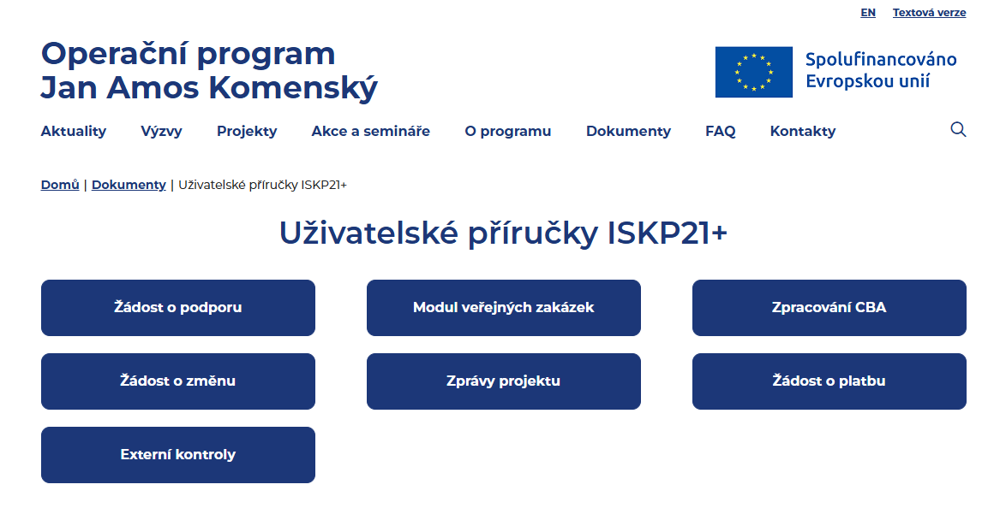 EN Textová verze
Operační program
Jan Amos Komenský
Spolufinancováno
Evropskou unií
Aktuality Výzvy Projekty Akce a semináře O programu Dokumenty FAQ Kontakty
Domů | Dokumenty | Uživatelské příručky ISKP21+
Uživatelské příručky ISKP21+
Žádost o podporu Modul veřejných zakázek Zpracování CBA
Žádost o změnu Zprávy projektu Žádost o platbu
Externí kontroly